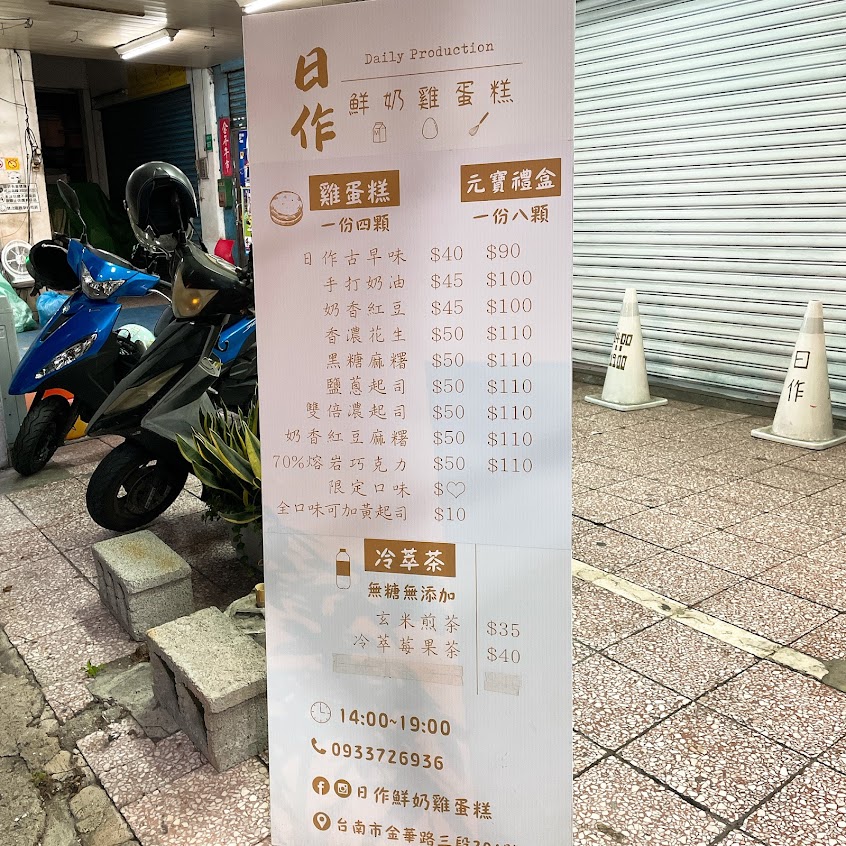 Daily Production
日作
鮮奶雞蛋糕
雞蛋糕
一份四顆
元寶禮盒
一份八顆
日作古早味 $40 $90
手打奶油 $45 $100
奶香紅豆 $45 $100
香濃花生 $50 $110
黑糖麻糬 $50 $110
鹽蔥起司 $50 $110
雙倍濃起司 $50 $110
奶香紅豆麻糬 $50 $110
70%熔岩巧克力 $50 $110
限定口味 $♡
全口味可加黃起司 $10
冷萃茶
無糖無添加
玄米煎茶 $35
冷萃莓果茶 $40
14:00~19:00
0933726936
日作鮮奶雞蛋糕
台南市金華路三段
日作